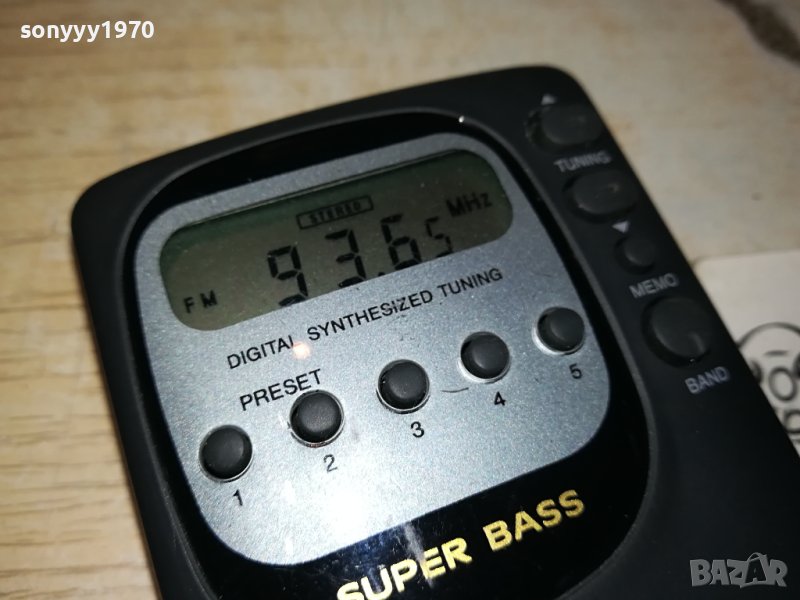 sonyyy1970
STEREO
FM 93.65 MHz
TUNING
DIGITAL SYNTHESIZED TUNING
MEMO
PRESET
BAND
1 2 3 4 5
SUPER BASS
BAZAR